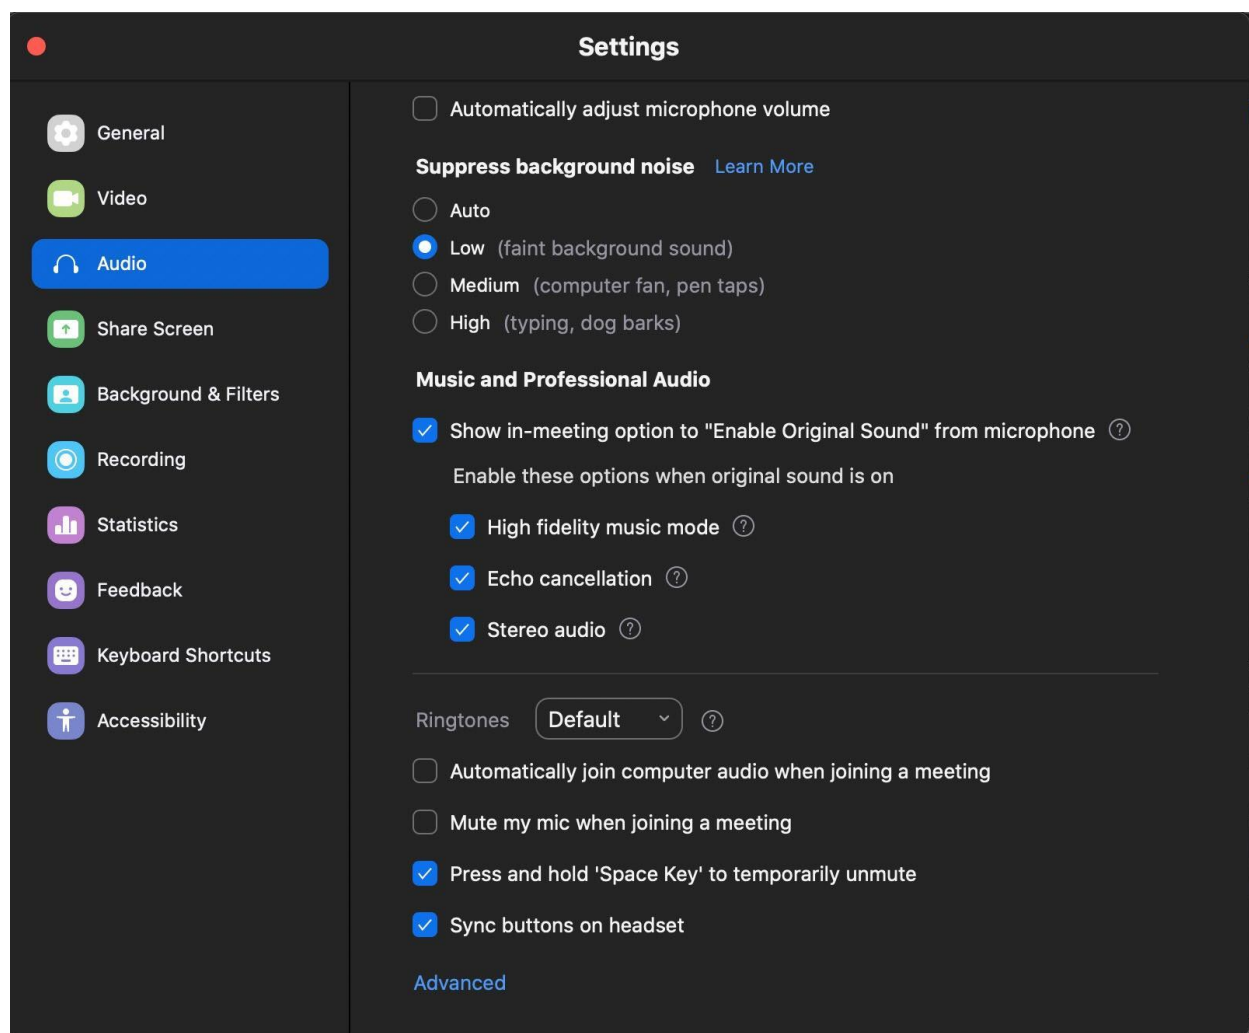 Settings
General
Video
Audio
Share Screen
Background & Filters
Recording
Statistics
Feedback
Keyboard Shortcuts
Accessibility
Automatically adjust microphone volume
Suppress background noise Learn More
Auto
Low (faint background sound)
Medium (computer fan, pen taps)
High (typing, dog barks)
Music and Professional Audio
Show in-meeting option to "Enable Original Sound" from microphone ?
Enable these options when original sound is on
High fidelity music mode ?
Echo cancellation ?
Stereo audio ?
Ringtones Default ?
Automatically join computer audio when joining a meeting
Mute my mic when joining a meeting
Press and hold 'Space Key' to temporarily unmute
Sync buttons on headset
Advanced